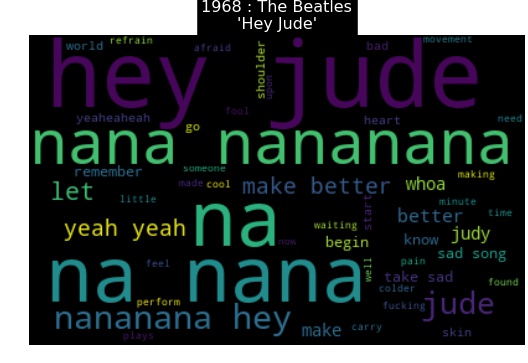 1968 : The Beatles
'Hey Jude'
world refrain afraid shoulder upon bad movement
hey jude
yeaheaheah go fool heart need
nana nananana
remember someone making
let little made cool make better whoa
yeah yeah na waiting start better minute time
now begin know judy
feel well pain sad song
na nana take sad found
perform colder fucking jude
nananana hey make carry skin
plays